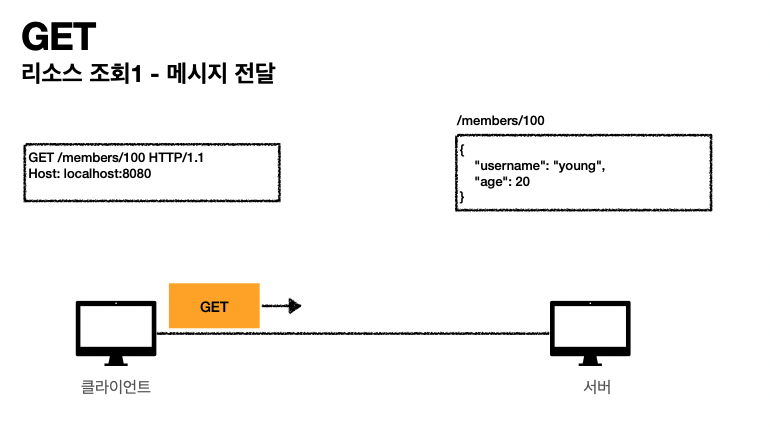 GET
리소스 조회1 - 메시지 전달
GET /members/100 HTTP/1.1
Host: localhost:8080
/members/100
{
"username": "young",
"age": 20
}
GET
클라이언트
서버